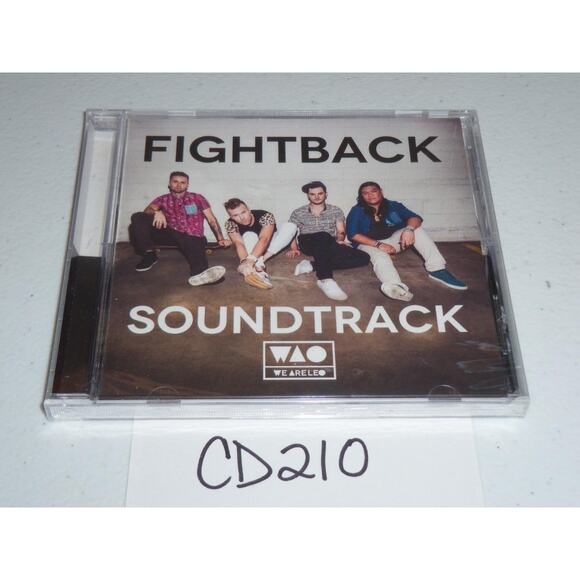 FIGHTBACK
SOUNDTRACK
WAO
WE ARE LEO
CD210